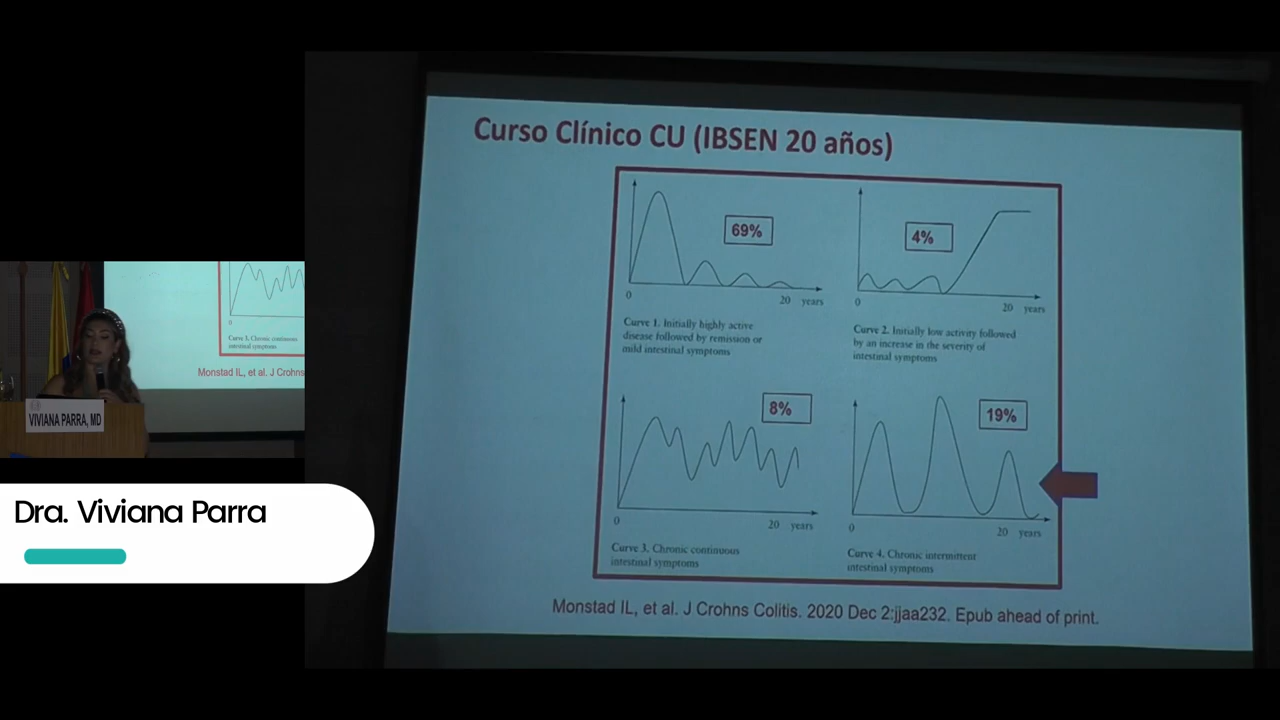 Curso Clínico CU (IBSEN 20 años)
69%
0
20 years
Curve 1. Initially highly active
disease followed by remission or
mild intestinal symptoms
4%
0
20 years
Curve 2. Initially low activity followed
by an increase in the severity of
intestinal symptoms
8%
0
20 years
Curve 3. Chronic continuous
intestinal symptoms
19%
0
20 years
Curve 4. Chronic intermittent
intestinal symptoms
Monstad IL, et al. J Crohns Colitis. 2020 Dec 2:jjaa232. Epub ahead of print.
0
Curve 3. Chronic continuous
intestinal symptoms
Monstad IL, et al. J Crohns
VIVIANA PARRA, MD
Dra. Viviana Parra